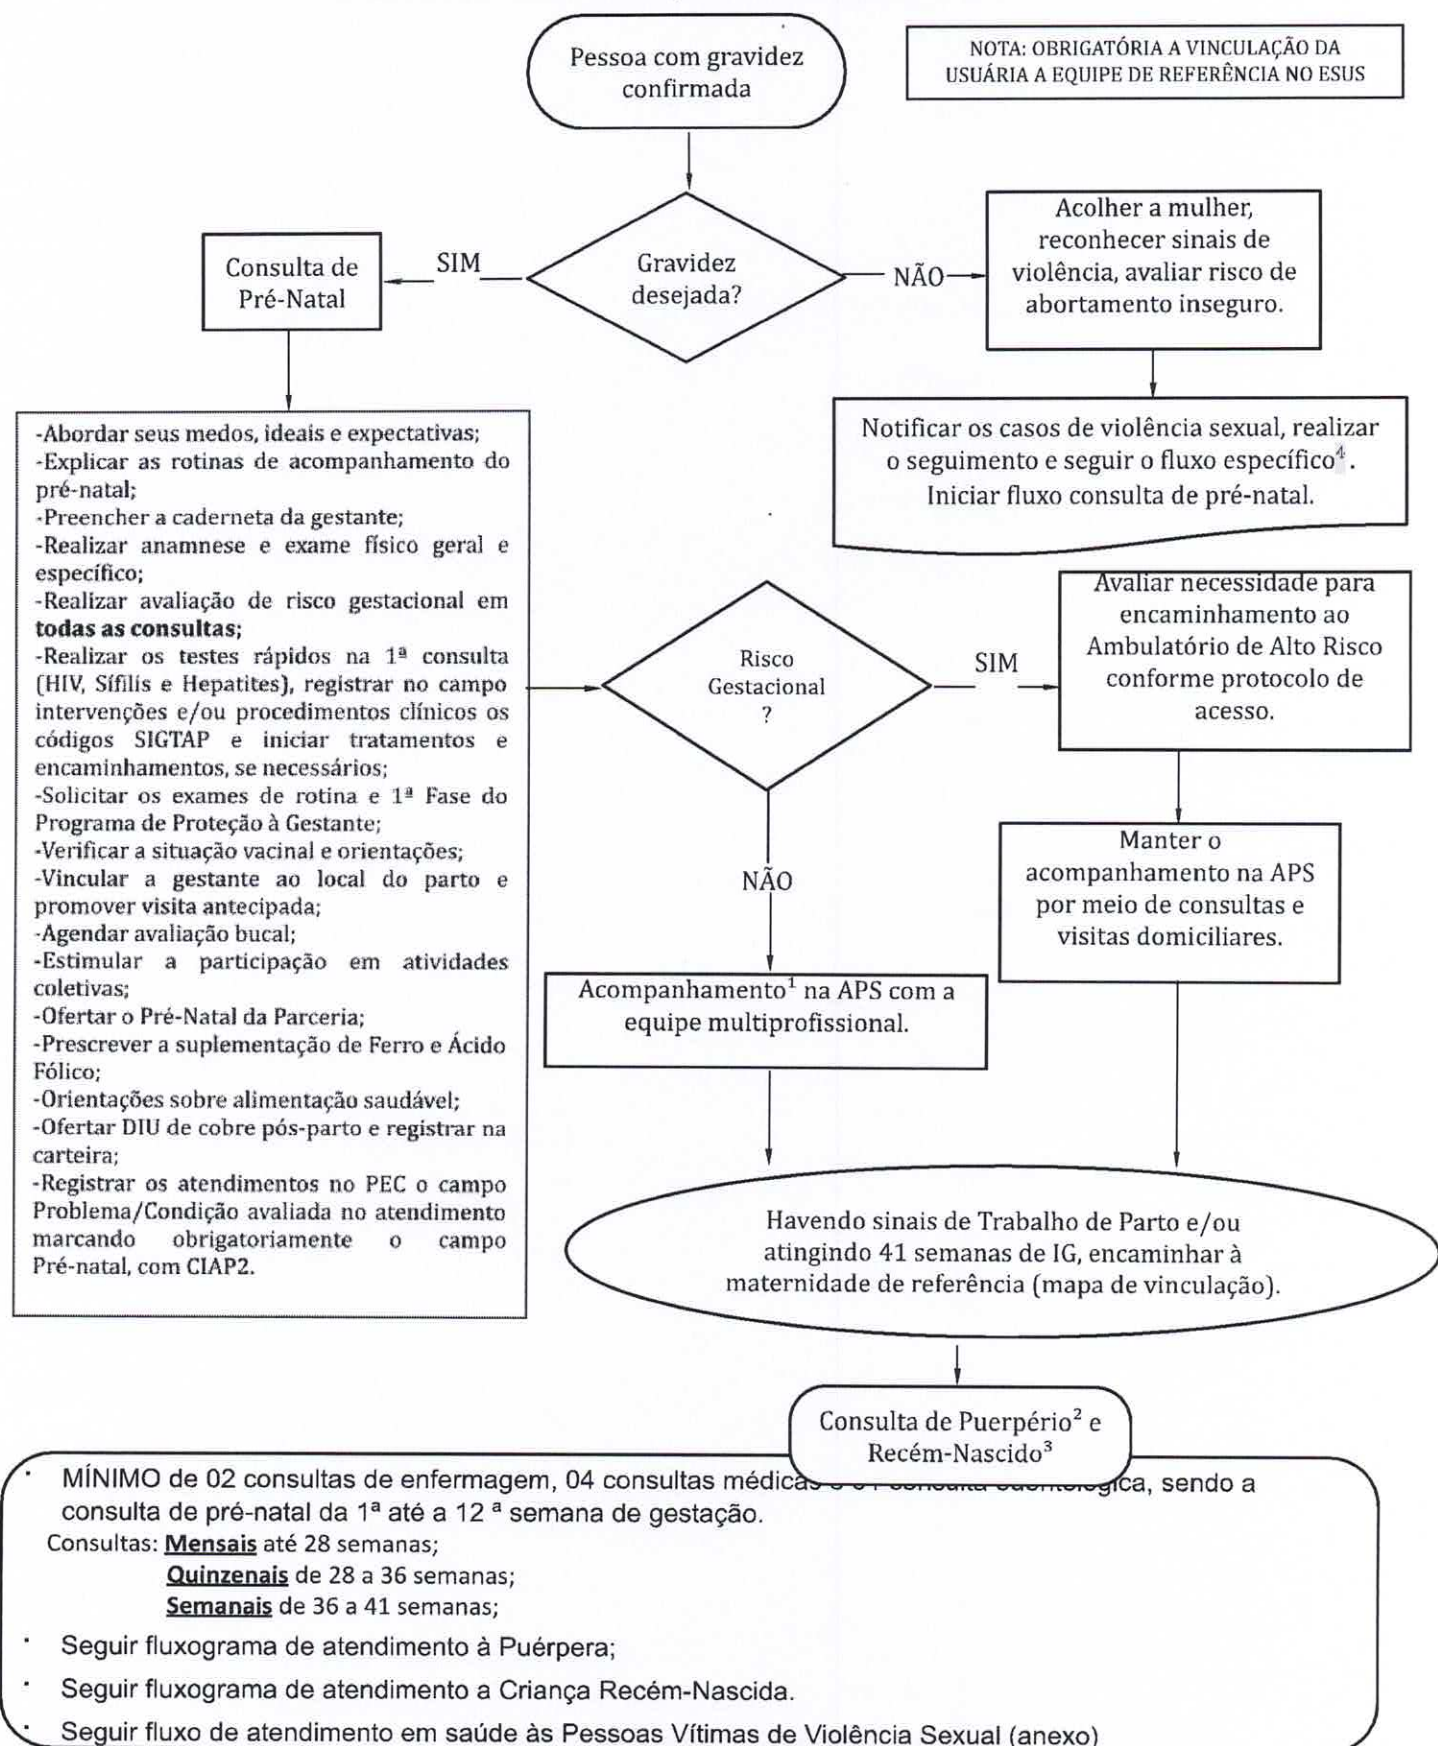 Pessoa com gravidez
confirmada
NOTA: OBRIGATÓRIA A VINCULAÇÃO DA
USUÁRIA A EQUIPE DE REFERÊNCIA NO ESUS
Gravidez
desejada?
SIM
NÃO
Consulta de
Pré-Natal
Acolher a mulher,
reconhecer sinais de
violência, avaliar risco de
abortamento inseguro.
Notificar os casos de violência sexual, realizar
o seguimento e seguir o fluxo específico⁴.
Iniciar fluxo consulta de pré-natal.
-Abordar seus medos, ideais e expectativas;
-Explicar as rotinas de acompanhamento do
pré-natal;
-Preencher a caderneta da gestante;
-Realizar anamnese e exame físico geral e
específico;
-Realizar avaliação de risco gestacional em
todas as consultas;
-Realizar os testes rápidos na 1ª consulta
(HIV, Sífilis e Hepatites), registrar no campo
intervenções e/ou procedimentos clínicos os
códigos SIGTAP e iniciar tratamentos e
encaminhamentos, se necessários;
-Solicitar os exames de rotina e 1ª Fase do
Programa de Proteção à Gestante;
-Verificar a situação vacinal e orientações;
-Vincular a gestante ao local do parto e
promover visita antecipada;
-Agendar avaliação bucal;
-Estimular a participação em atividades
coletivas;
-Ofertar o Pré-Natal da Parceria;
-Prescrever a suplementação de Ferro e Ácido
Fólico;
-Orientações sobre alimentação saudável;
-Ofertar DIU de cobre pós-parto e registrar na
carteira;
-Registrar os atendimentos no PEC o campo
Problema/Condição avaliada no atendimento
marcando obrigatoriamente o campo
Pré-natal, com CIAP2.
Risco
Gestacional
?
SIM
NÃO
Avaliar necessidade para
encaminhamento ao
Ambulatório de Alto Risco
conforme protocolo de
acesso.
Manter o
acompanhamento na APS
por meio de consultas e
visitas domiciliares.
Acompanhamento¹ na APS com a
equipe multiprofissional.
Havendo sinais de Trabalho de Parto e/ou
atingindo 41 semanas de IG, encaminhar à
maternidade de referência (mapa de vinculação).
Consulta de Puerpério² e
Recém-Nascido³
· MÍNIMO de 02 consultas de enfermagem, 04 consultas médicas e 01 consulta odontológica, sendo a
consulta de pré-natal da 1ª até a 12 ª semana de gestação.
Consultas: Mensais até 28 semanas;
Quinzenais de 28 a 36 semanas;
Semanais de 36 a 41 semanas;
· Seguir fluxograma de atendimento à Puérpera;
· Seguir fluxograma de atendimento a Criança Recém-Nascida.
· Seguir fluxo de atendimento em saúde às Pessoas Vítimas de Violência Sexual (anexo)